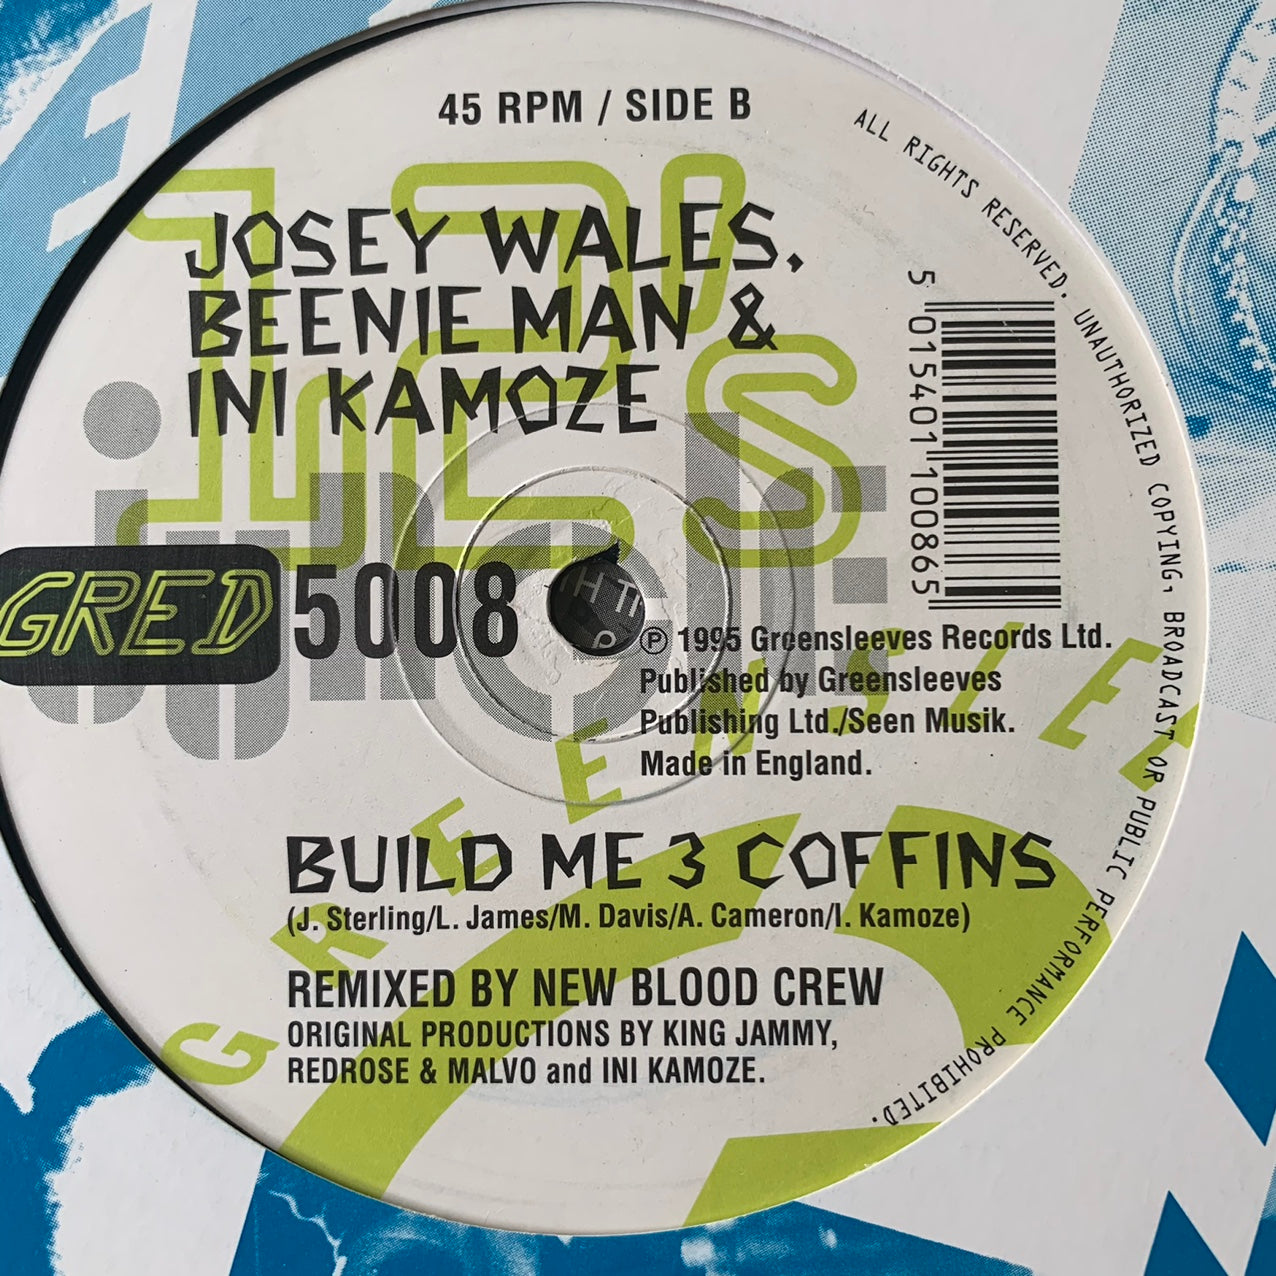 45 RPM / SIDE B
JOSEY WALES,
BEENIE MAN &
INI KAMOZE
12's
GRED 5008
5 015401 100865
℗ 1995 Greensleeves Records Ltd.
Published by Greensleeves
Publishing Ltd./Seen Musik.
Made in England.
BUILD ME 3 COFFINS
(J. Sterling/L. James/M. Davis/A. Cameron/I. Kamoze)
REMIXED BY NEW BLOOD CREW
ORIGINAL PRODUCTIONS BY KING JAMMY,
REDROSE & MALVO and INI KAMOZE.
ALL RIGHTS RESERVED. UNAUTHORIZED COPYING, BROADCAST OR PUBLIC PERFORMANCE PROHIBITED.